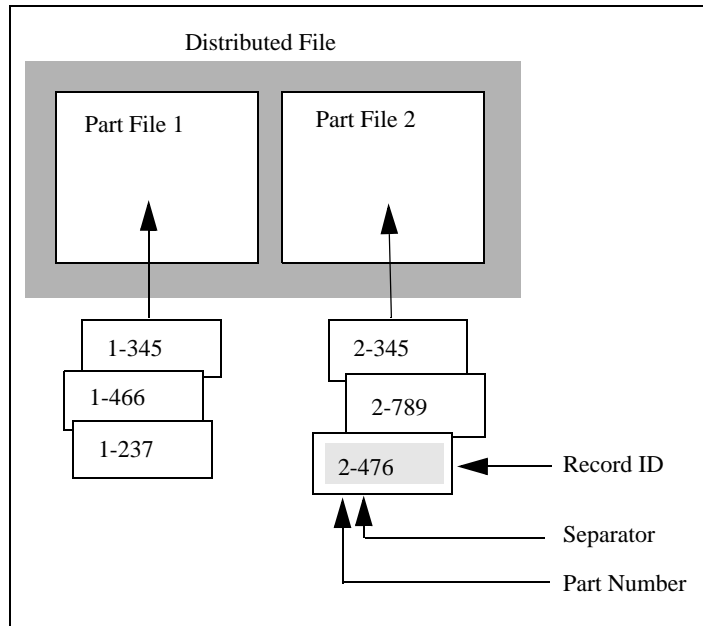 Distributed File
Part File 1
Part File 2
1-345
1-466
1-237
2-345
2-789
2-476
Record ID
Separator
Part Number